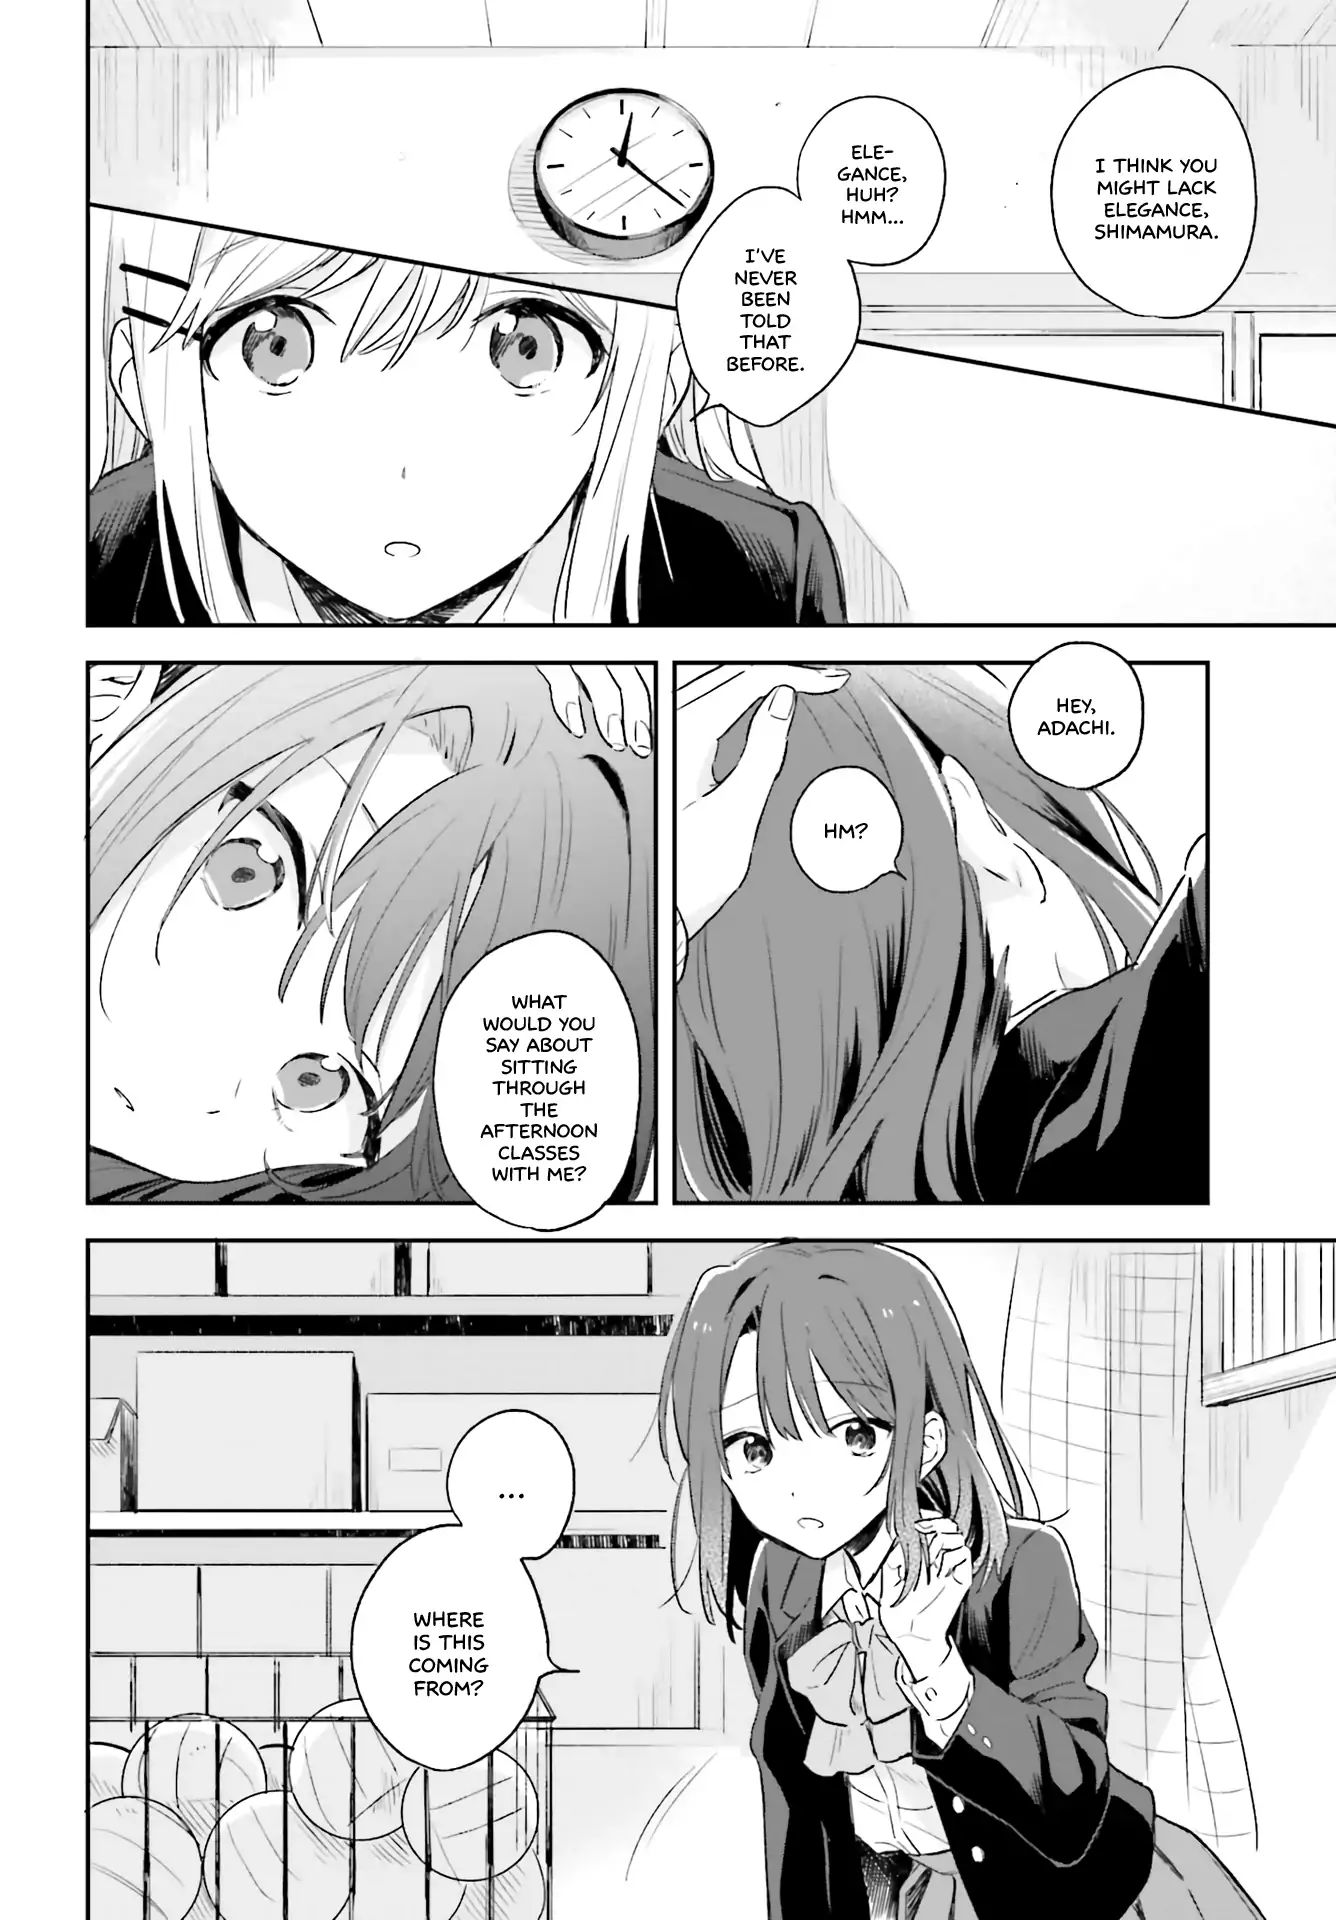 I THINK YOU
MIGHT LACK
ELEGANCE,
SHIMAMURA.
ELE-
GANCE,
HUH?
HMM...
I'VE
NEVER
BEEN
TOLD
THAT
BEFORE.
HEY,
ADACHI.
HM?
WHAT
WOULD YOU
SAY ABOUT
SITTING
THROUGH
THE
AFTERNOON
CLASSES
WITH ME?
...
WHERE
IS THIS
COMING
FROM?